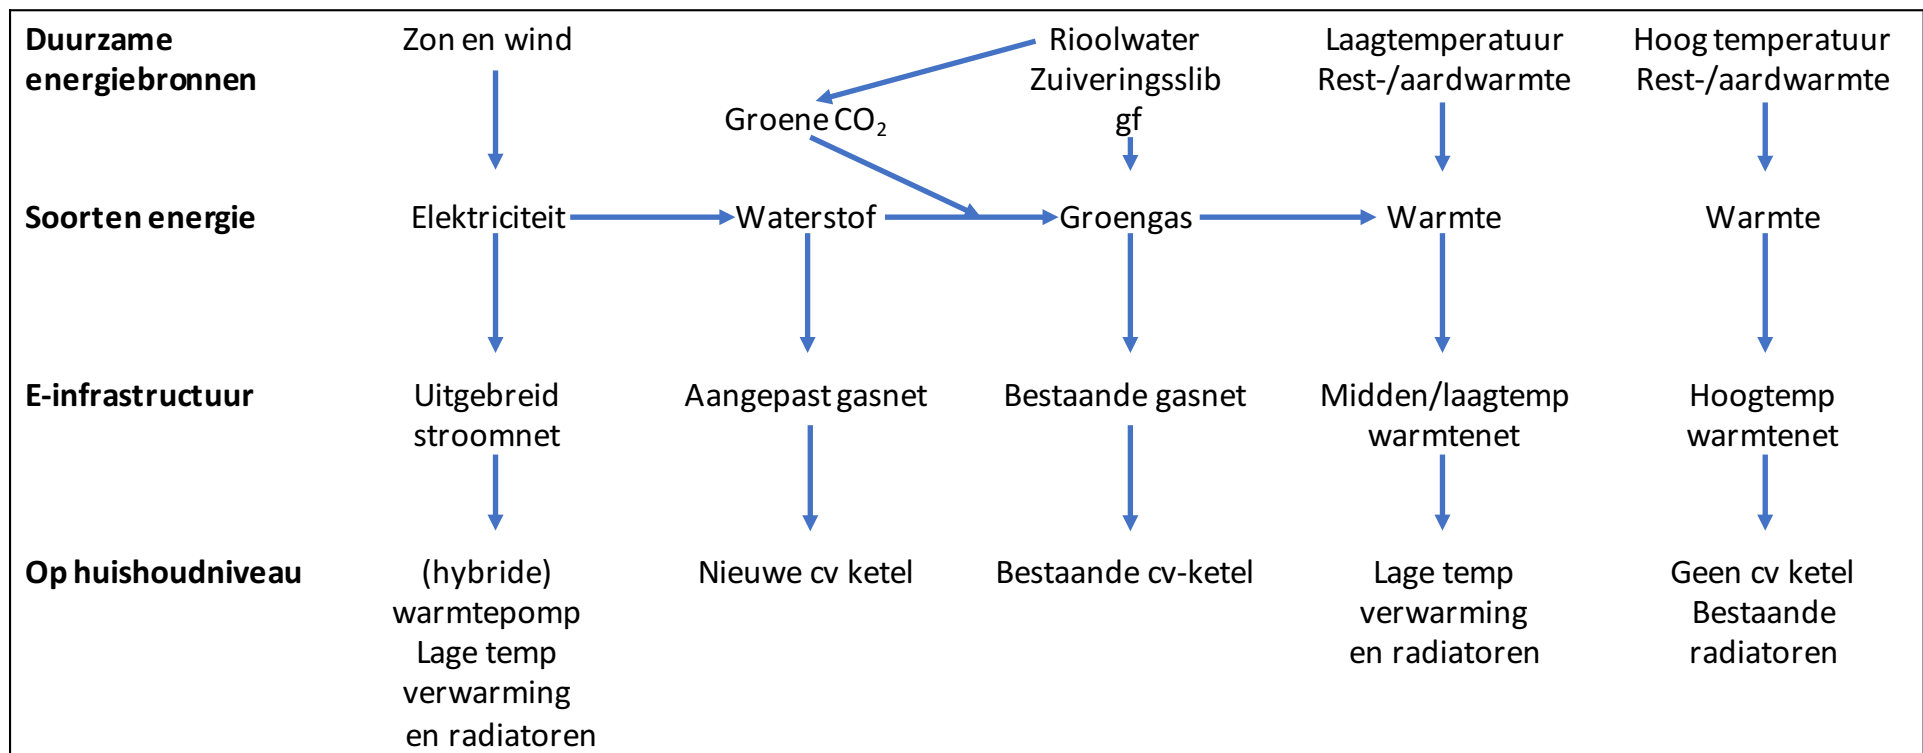 Duurzame
energiebronnen
Zon en wind
Groene CO₂
Rioolwater
Zuiveringsslib
gf
Laagtemperatuur
Rest-/aardwarmte
Hoog temperatuur
Rest-/aardwarmte
Soorten energie
Elektriciteit
Waterstof
Groengas
Warmte
Warmte
E-infrastructuur
Uitgebreid
stroomnet
Aangepast gasnet
Bestaande gasnet
Midden/laagtemp
warmtenet
Hoogtemp
warmtenet
Op huishoudniveau
(hybride)
warmtepomp
Lage temp
verwarming
en radiatoren
Nieuwe cv ketel
Bestaande cv-ketel
Lage temp
verwarming
en radiatoren
Geen cv ketel
Bestaande
radiatoren